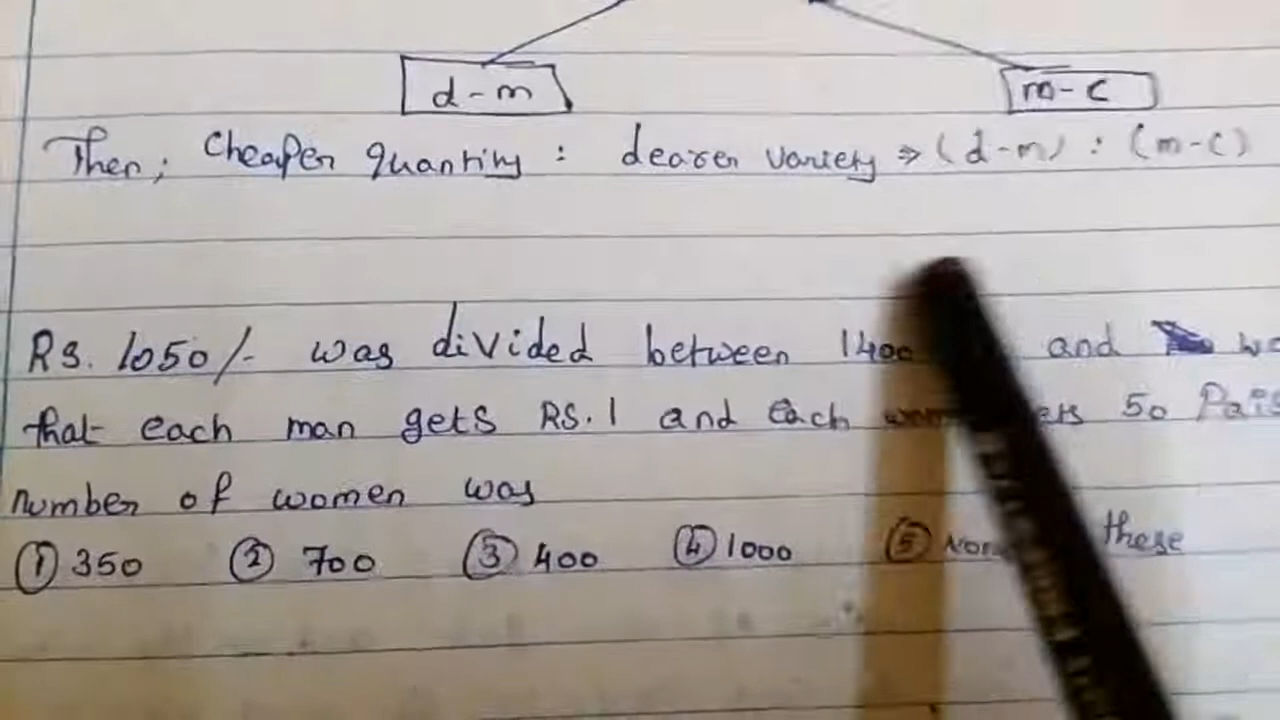 d-m
m-c
Then; Cheaper quantity : dearer variety ⇒ (d-m) : (m-c)
Rs. 1050/- was divided between 1400 and
that each man gets RS.1 and each 50
number of women was
① 350 ② 700 ③ 400 ④ 1000 ⑤ these